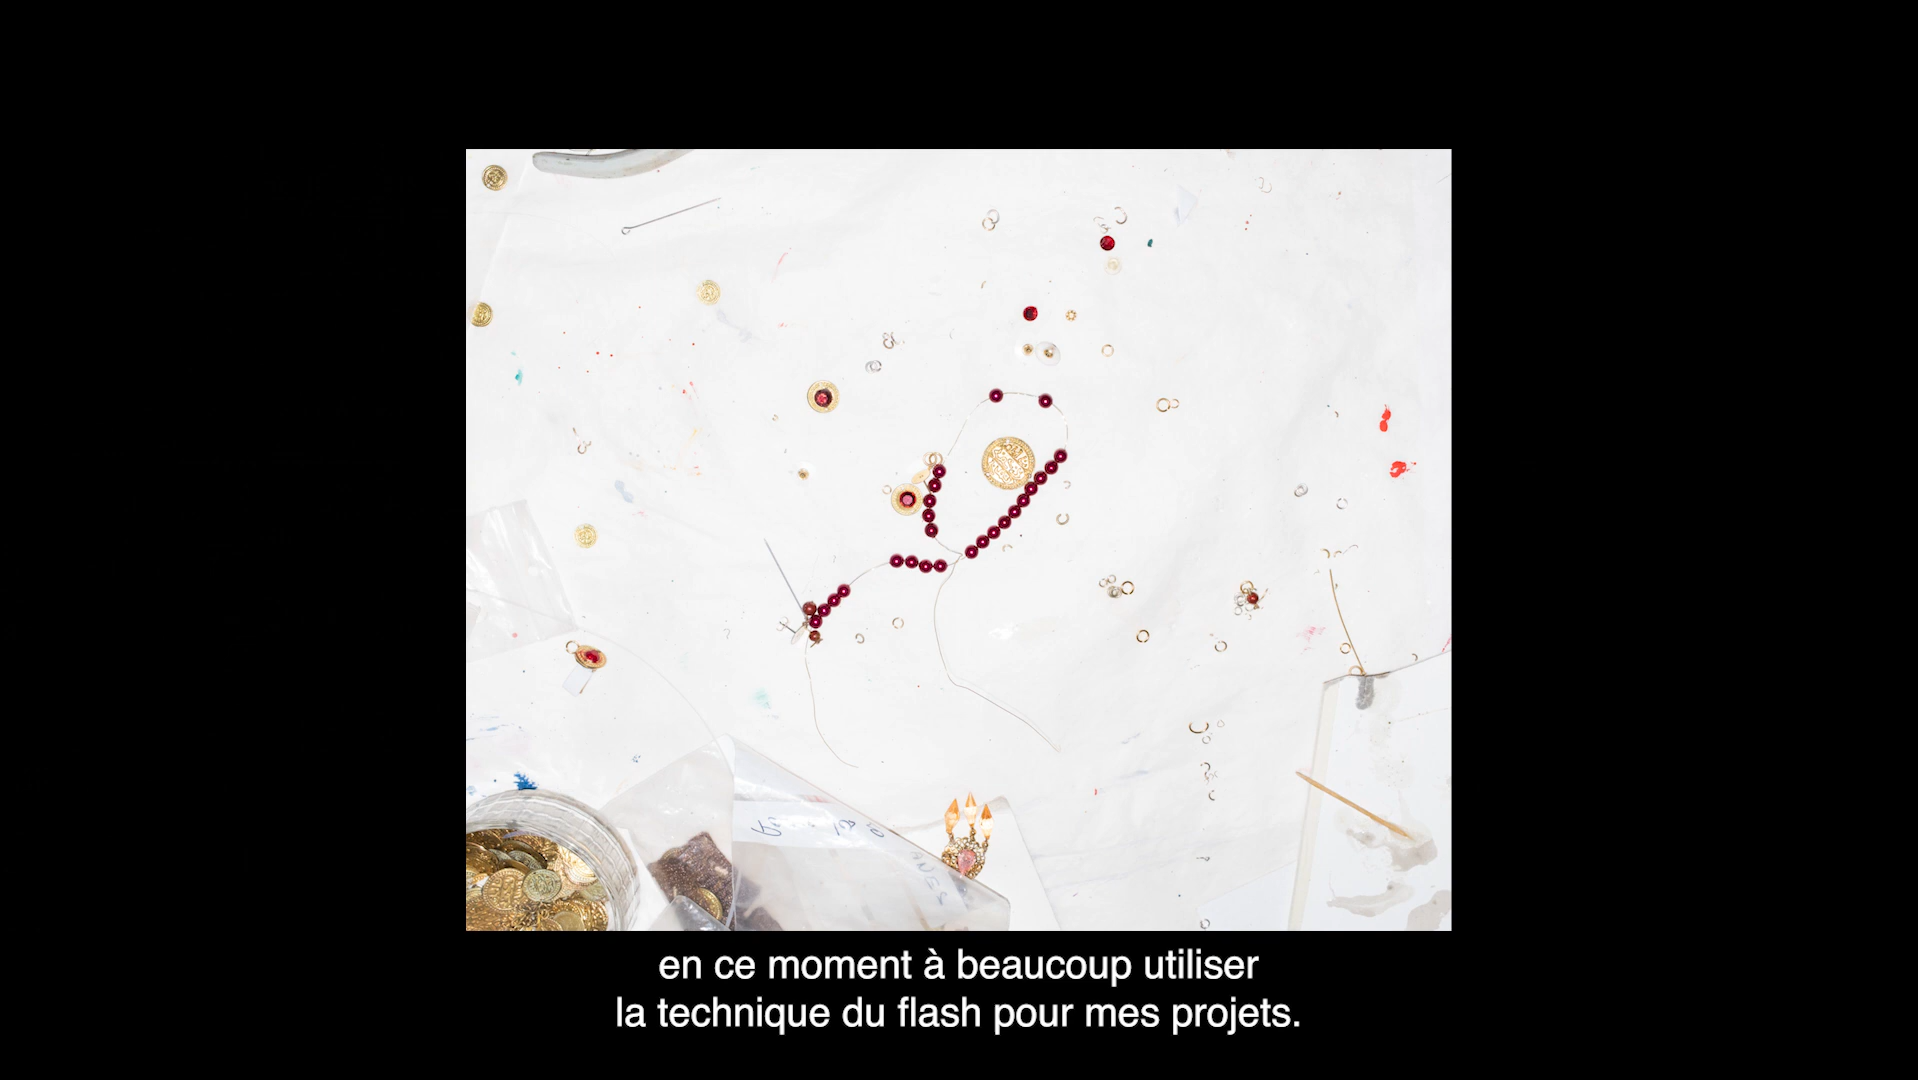 en ce moment à beaucoup utiliser
la technique du flash pour mes projets.